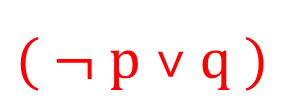 ( ¬ p ∨ q )